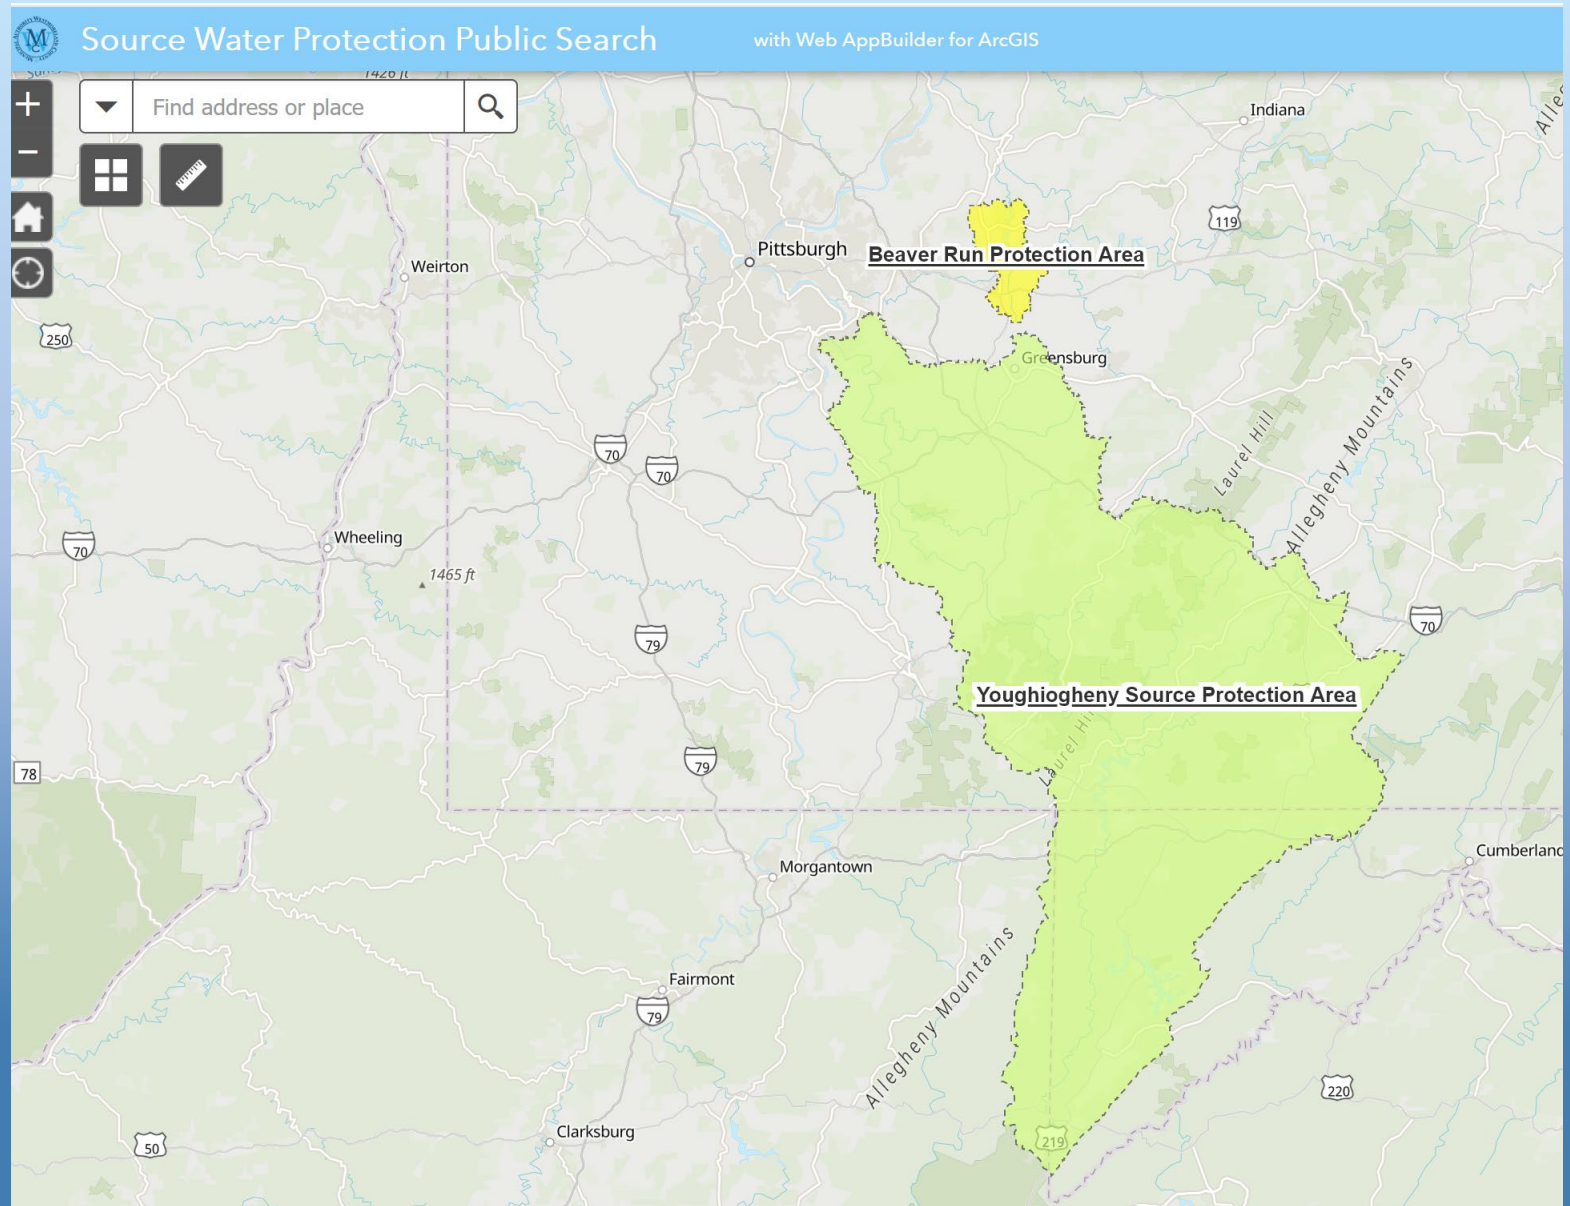 Source Water Protection Public Search
with Web AppBuilder for ArcGIS
1426 ft
Find address or place
Indiana
119
Pittsburgh
Beaver Run Protection Area
Weirton
250
Greensburg
Allegheny Mountains
Laurel Hill
70
70
Wheeling
70
1465 ft
70
79
Youghiogheny Source Protection Area
Laurel Hill
79
78
Cumberland
Morgantown
Allegheny Mountains
Fairmont
79
220
Clarksburg
219
50